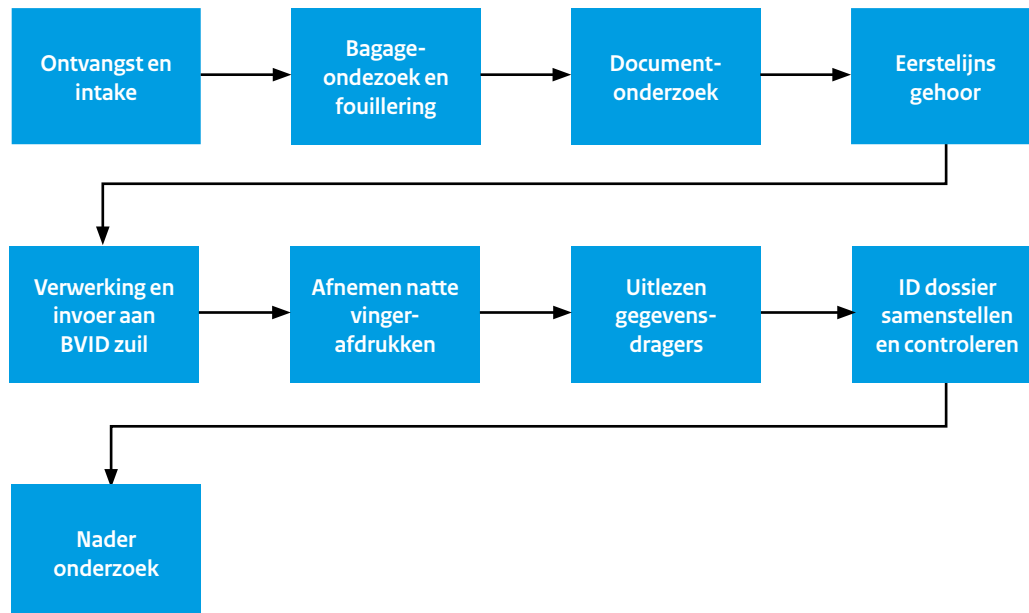 Ontvangst en
intake
Bagage-
ondezoek en
fouillering
Document-
onderzoek
Eerstelijns
gehoor
Verwerking en
invoer aan
BVID zuil
Afnemen natte
vinger-
afdrukken
Uitlezen
gegevens-
dragers
ID dossier
samenstellen
en controleren
Nader
onderzoek